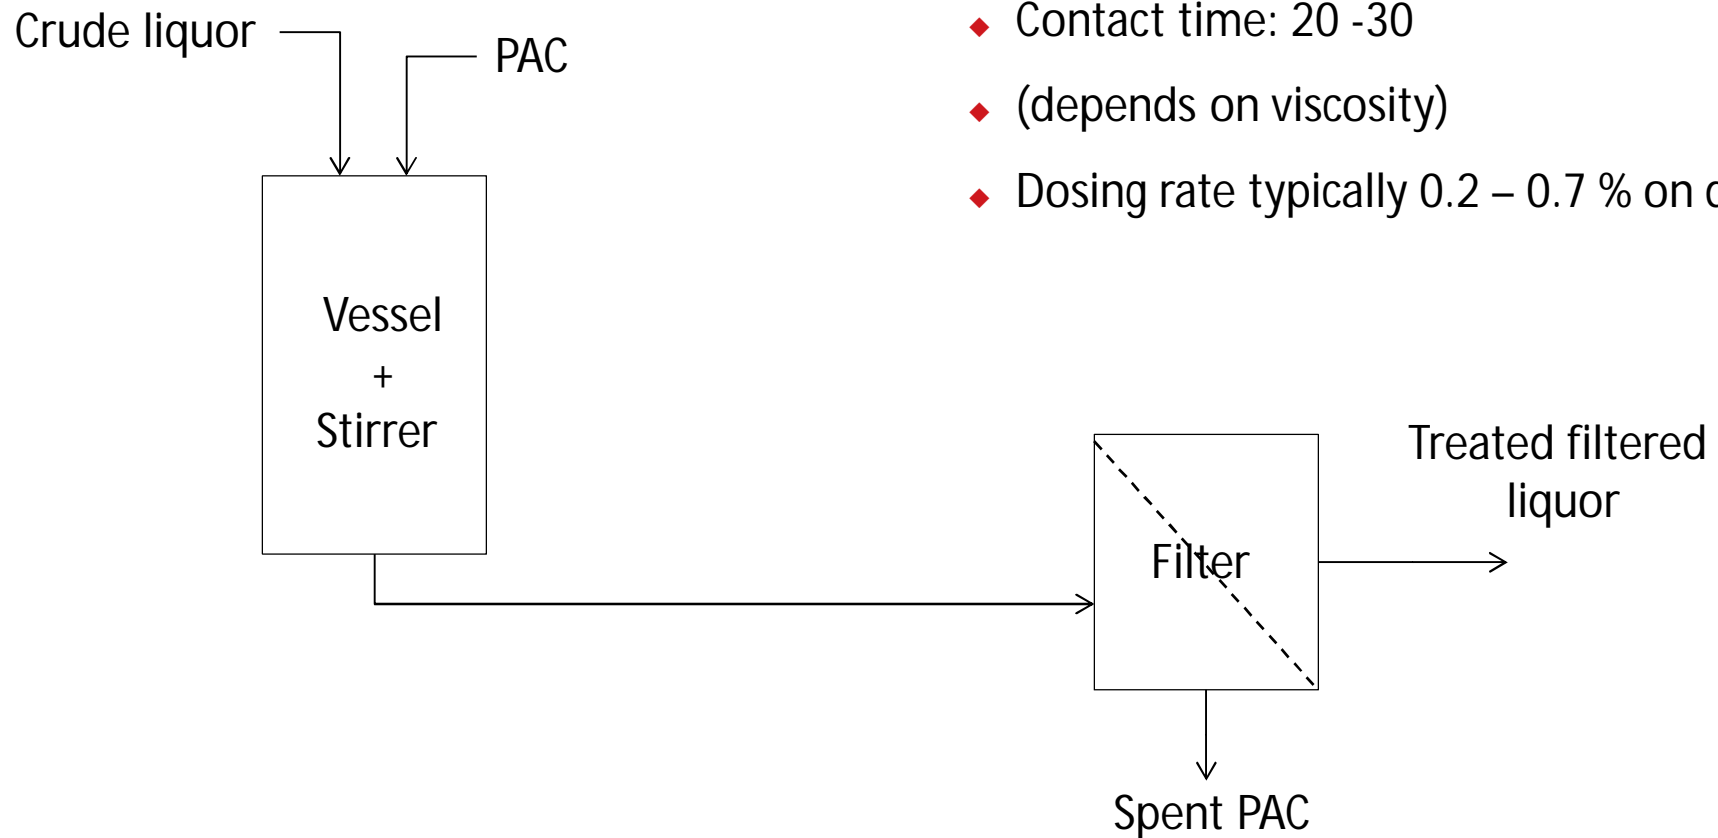 Crude liquor
PAC
Contact time: 20 -30
(depends on viscosity)
Dosing rate typically 0.2 – 0.7 % on
Vessel
+
Stirrer
Treated filtered
liquor
Filter
Spent PAC